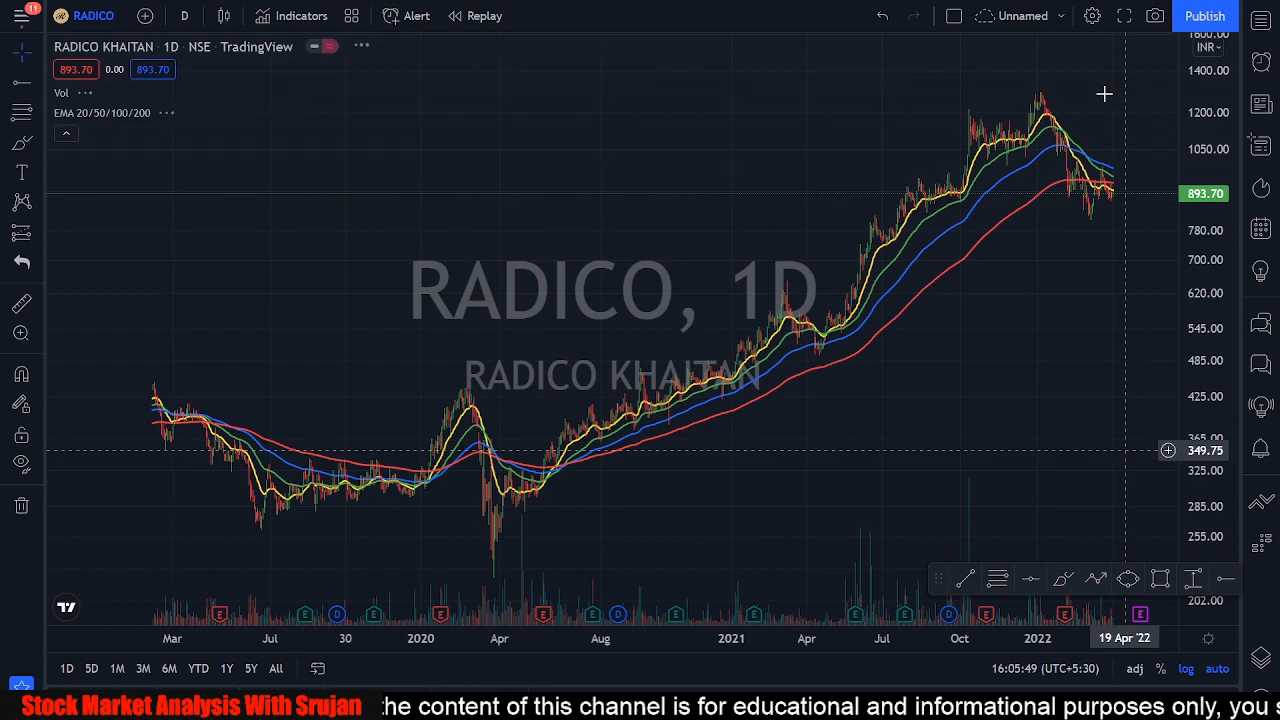 11
RADICO
D
Indicators
Alert
Replay
Unnamed
Publish
RADICO KHAITAN · 1D · NSE · TradingView
893.70 0.00 893.70
Vol
EMA 20/50/100/200
INR
1600.00
1400.00
1200.00
1050.00
893.70
780.00
700.00
620.00
545.00
485.00
425.00
365.00
349.75
325.00
285.00
255.00
202.00
RADICO, 1D
RADICO KHAITAN
E E D E E E E D E E E E D E E E
Mar Jul 30 2020 Apr Aug 2021 Apr Jul Oct 2022 19 Apr '22
1D 5D 1M 3M 6M YTD 1Y 5Y All
16:05:49 (UTC+5:30) adj % log auto
Stock Market Analysis With Srujan
the content of this channel is for educational and informational purposes only, you s